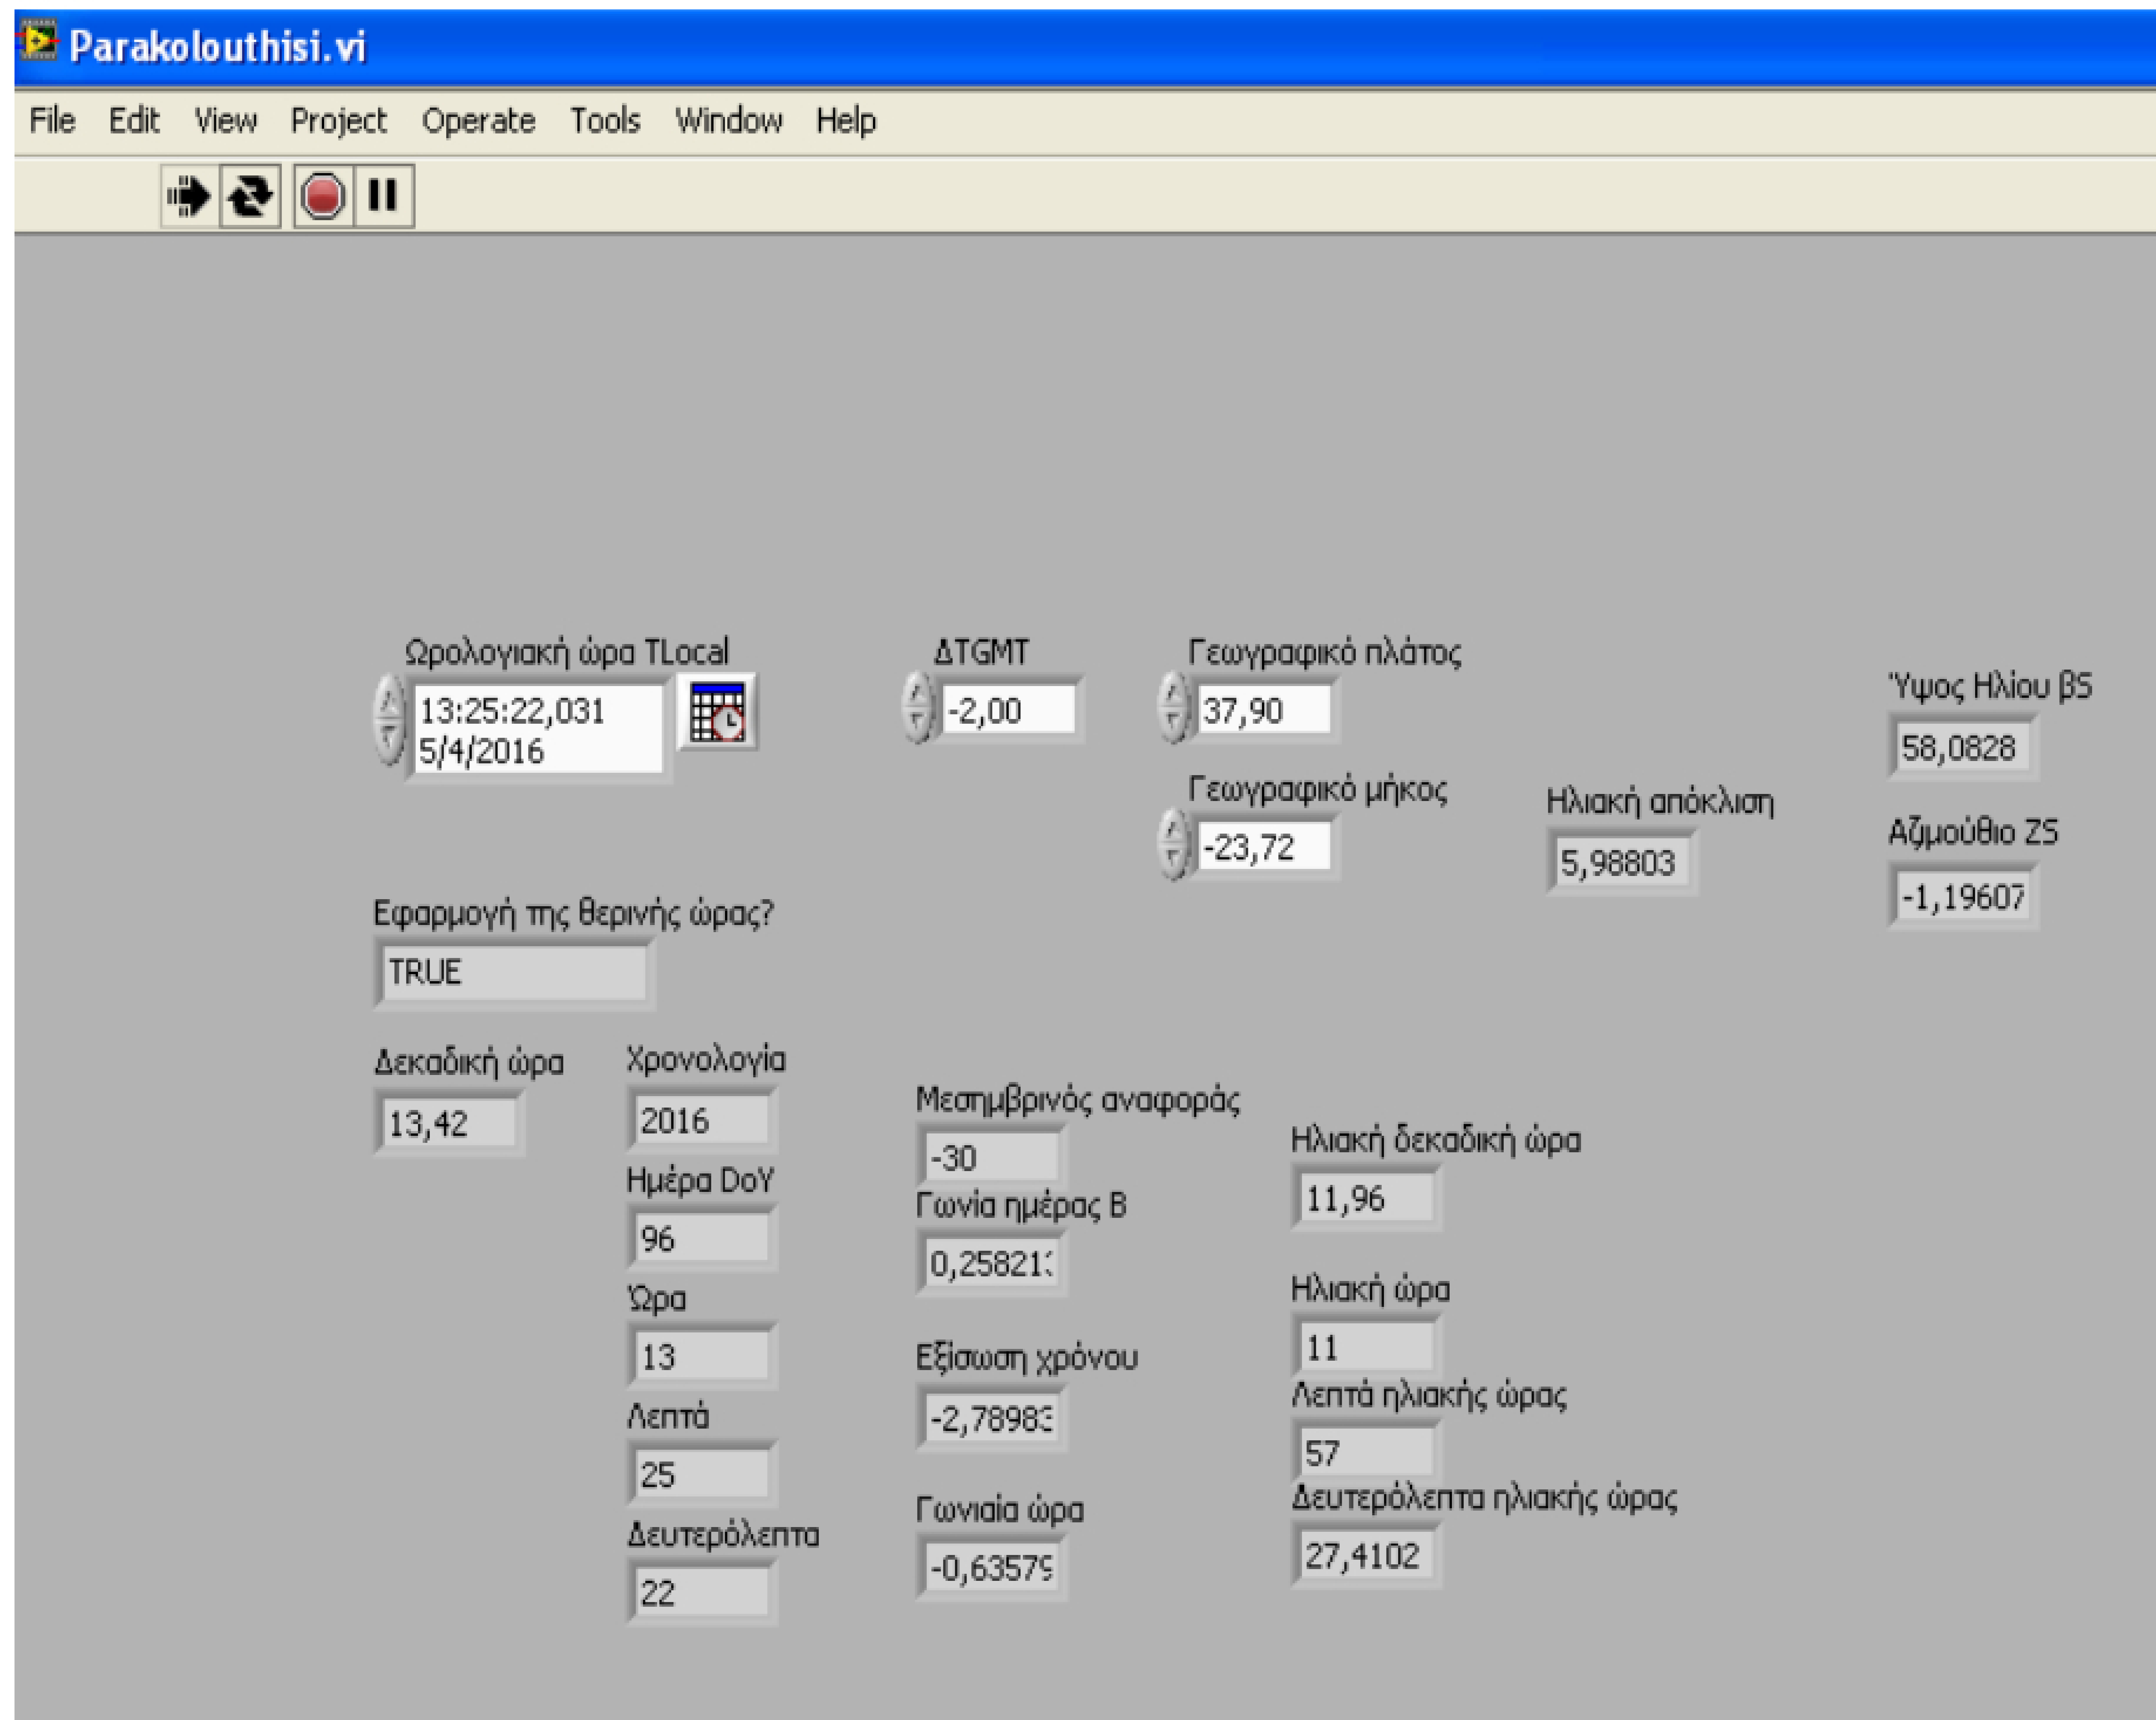 Parakolouthisi.vi
File Edit View Project Operate Tools Window Help
Ωρολογιακή ώρα TLocal
13:25:22,031
5/4/2016
ΔTGMT
-2,00
Γεωγραφικό πλάτος
37,90
Γεωγραφικό μήκος
-23,72
Ηλιακή απόκλιση
5,98803
Ύψος Ηλίου βS
58,0828
Αζιμούθιο ZS
-1,19607
Εφαρμογή της θερινής ώρας?
TRUE
Δεκαδική ώρα
13,42
Χρονολογία
2016
Ημέρα DoY
96
Ώρα
13
Λεπτά
25
Δευτερόλεπτα
22
Μεσημβρινός αναφοράς
-30
Γωνία ημέρας B
0,258213
Εξίσωση χρόνου
-2,78983
Γωνιαία ώρα
-0,63579
Ηλιακή δεκαδική ώρα
11,96
Ηλιακή ώρα
11
Λεπτά ηλιακής ώρας
57
Δευτερόλεπτα ηλιακής ώρας
27,4102